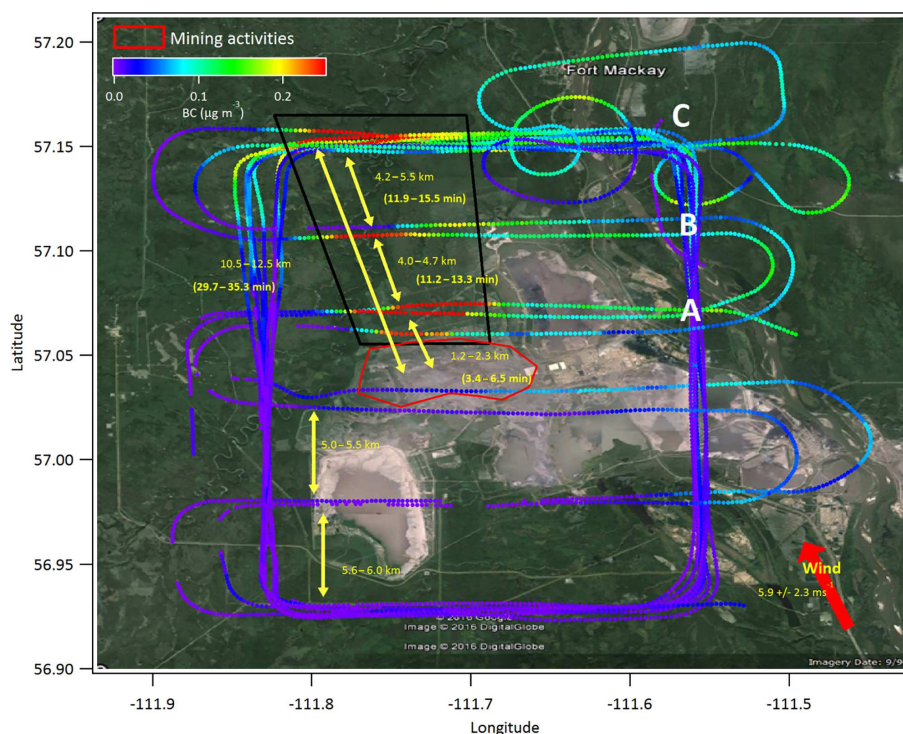 57.20
57.15
57.10
57.05
57.00
56.95
56.90
Latitude
Mining activities
0.0
0.2
BC (µg m⁻³)
Fort Mackay
C
B
A
4.2–5.5 km
(11.9–15.5 min)
10.5–12.5 km
(29.7–35.3 min)
4.0–4.7 km
(11.2–13.3 min)
1.2–2.3 km
(3.4–6.5 min)
5.0–5.5 km
5.6–6.0 km
Wind
5.9 +/- 2.3 ms⁻¹
© 2016 Google
Image © 2016 DigitalGlobe
Image © 2016 DigitalGlobe
Imagery Date: 9/9
-111.9
-111.8
-111.7
-111.6
-111.5
Longitude